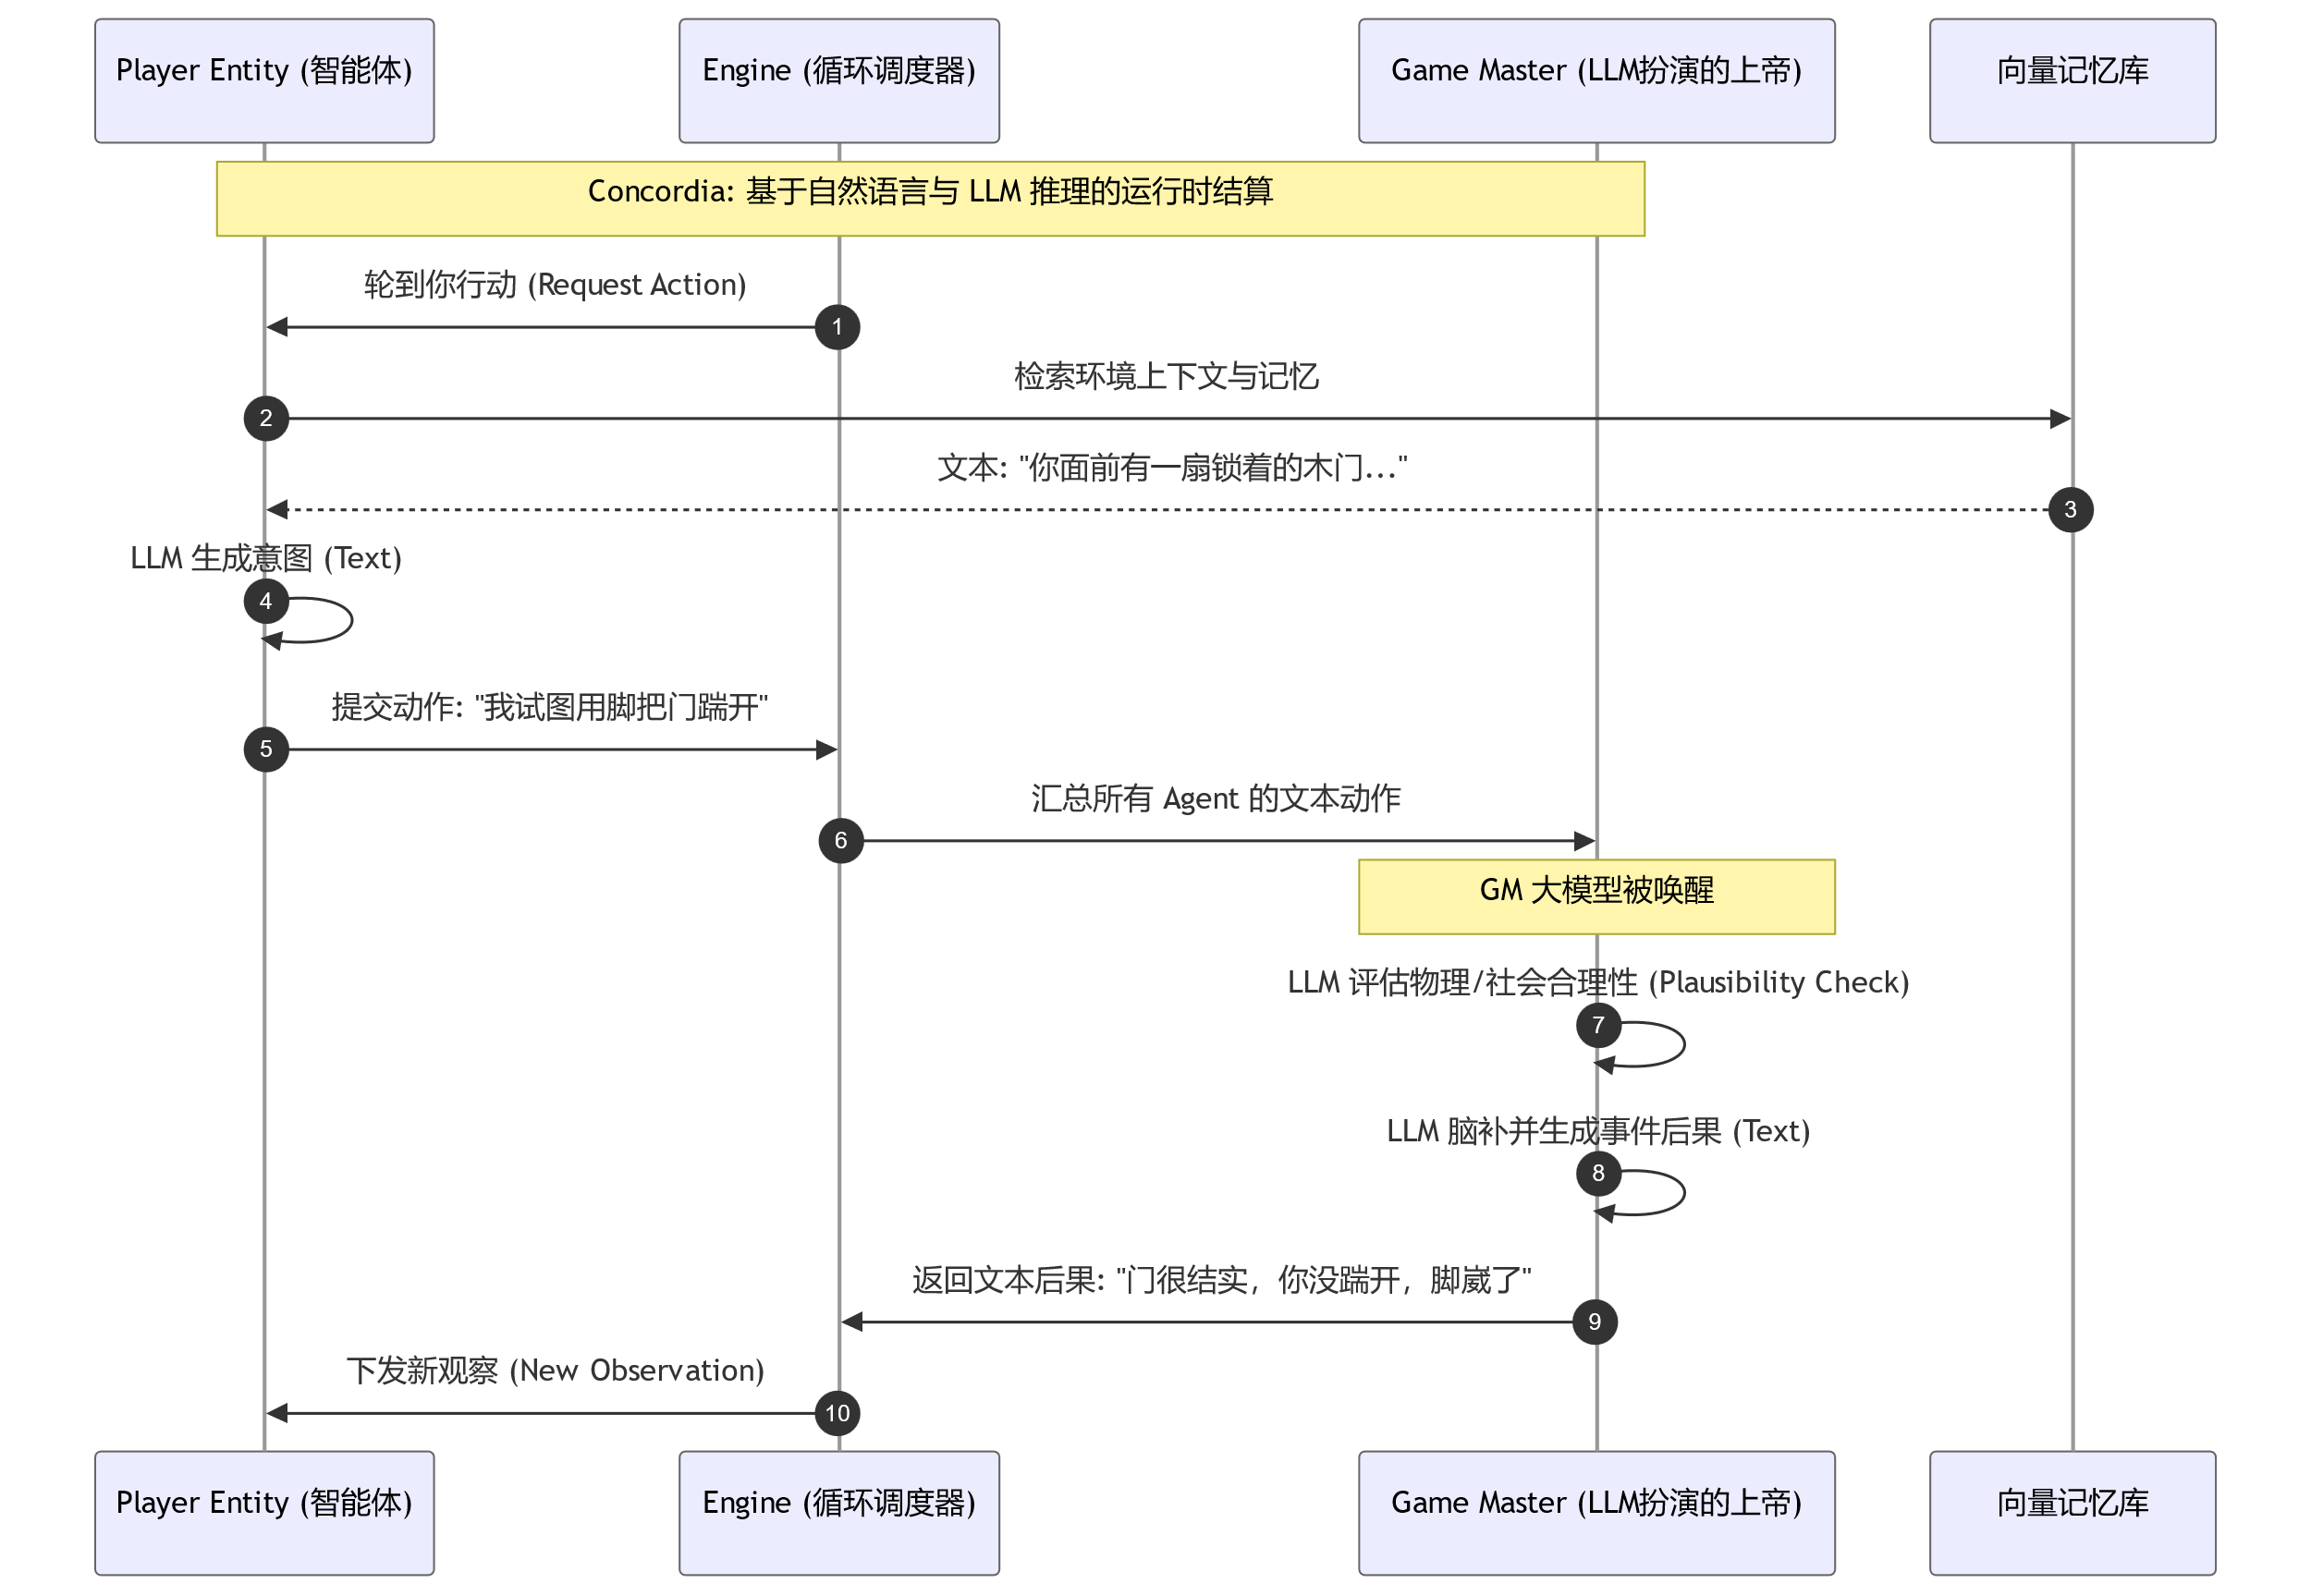 Player Entity (智能体)
Engine (循环调度器)
Game Master (LLM扮演的上帝)
向量记忆库
Concordia: 基于自然语言与 LLM 推理的运行时结算
轮到你行动 (Request Action)
1
检索环境上下文与记忆
2
文本: "你面前有一扇锁着的木门..."
3
LLM 生成意图 (Text)
4
提交动作: "我试图用脚把门踹开"
5
汇总所有 Agent 的文本动作
6
GM 大模型被唤醒
LLM 评估物理/社会合理性 (Plausibility Check)
7
LLM 脑补并生成事件后果 (Text)
8
返回文本后果: "门很结实，你没踹开，脚崴了"
9
下发新观察 (New Observation)
10
Player Entity (智能体)
Engine (循环调度器)
Game Master (LLM扮演的上帝)
向量记忆库